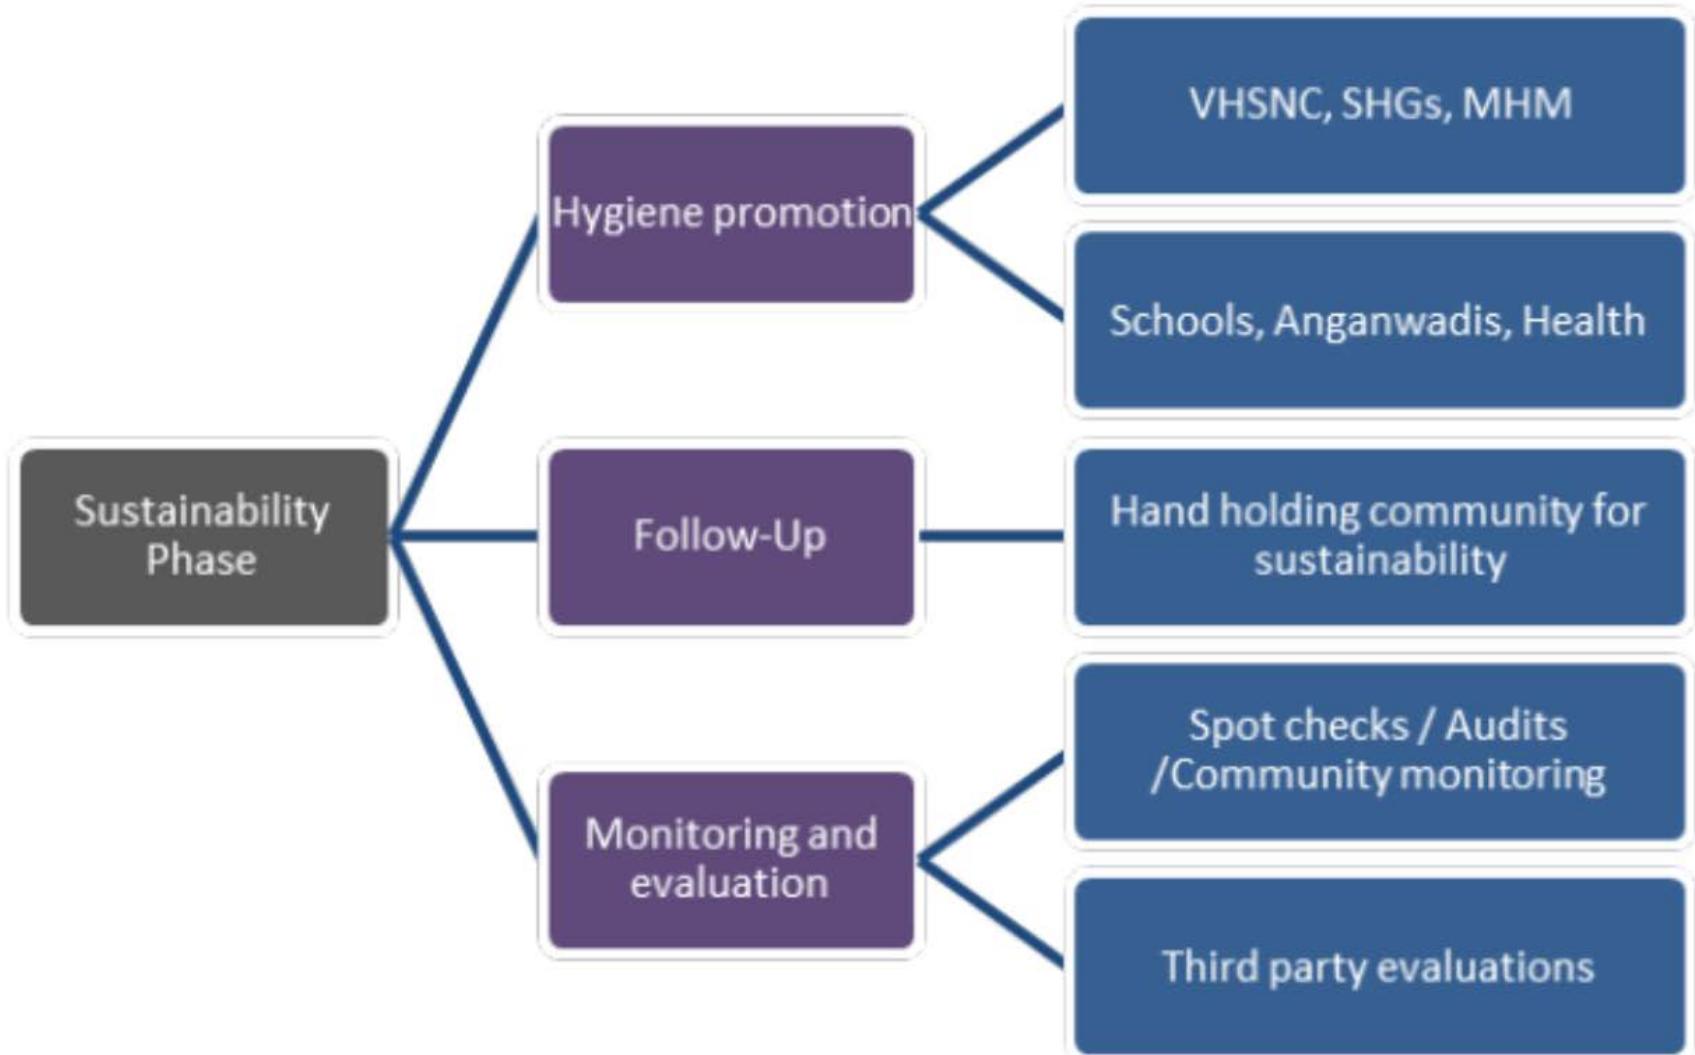 Sustainability
Phase
Hygiene promotion
VHSNC, SHGs, MHM
Schools, Anganwadis, Health
Follow-Up
Hand holding community for
sustainability
Monitoring and
evaluation
Spot checks / Audits
/Community monitoring
Third party evaluations